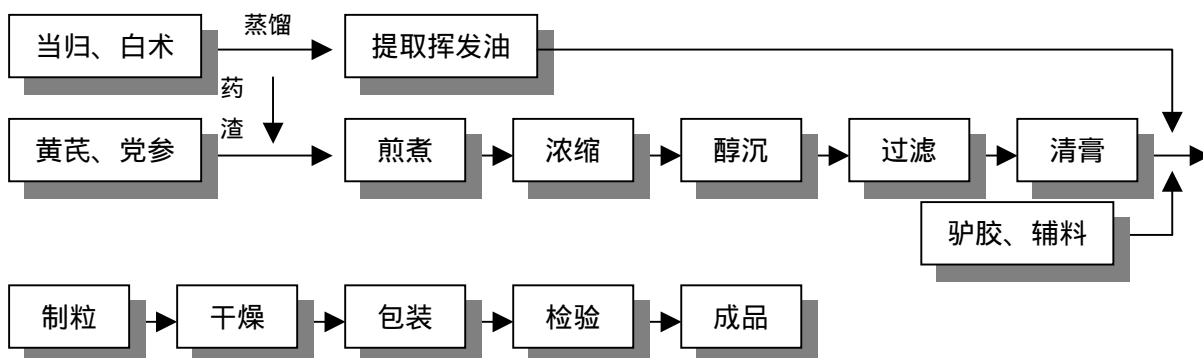 蒸馏
当归、白术
提取挥发油
药
渣
黄芪、党参
煎煮
浓缩
醇沉
过滤
清膏
驴胶、辅料
制粒
干燥
包装
检验
成品